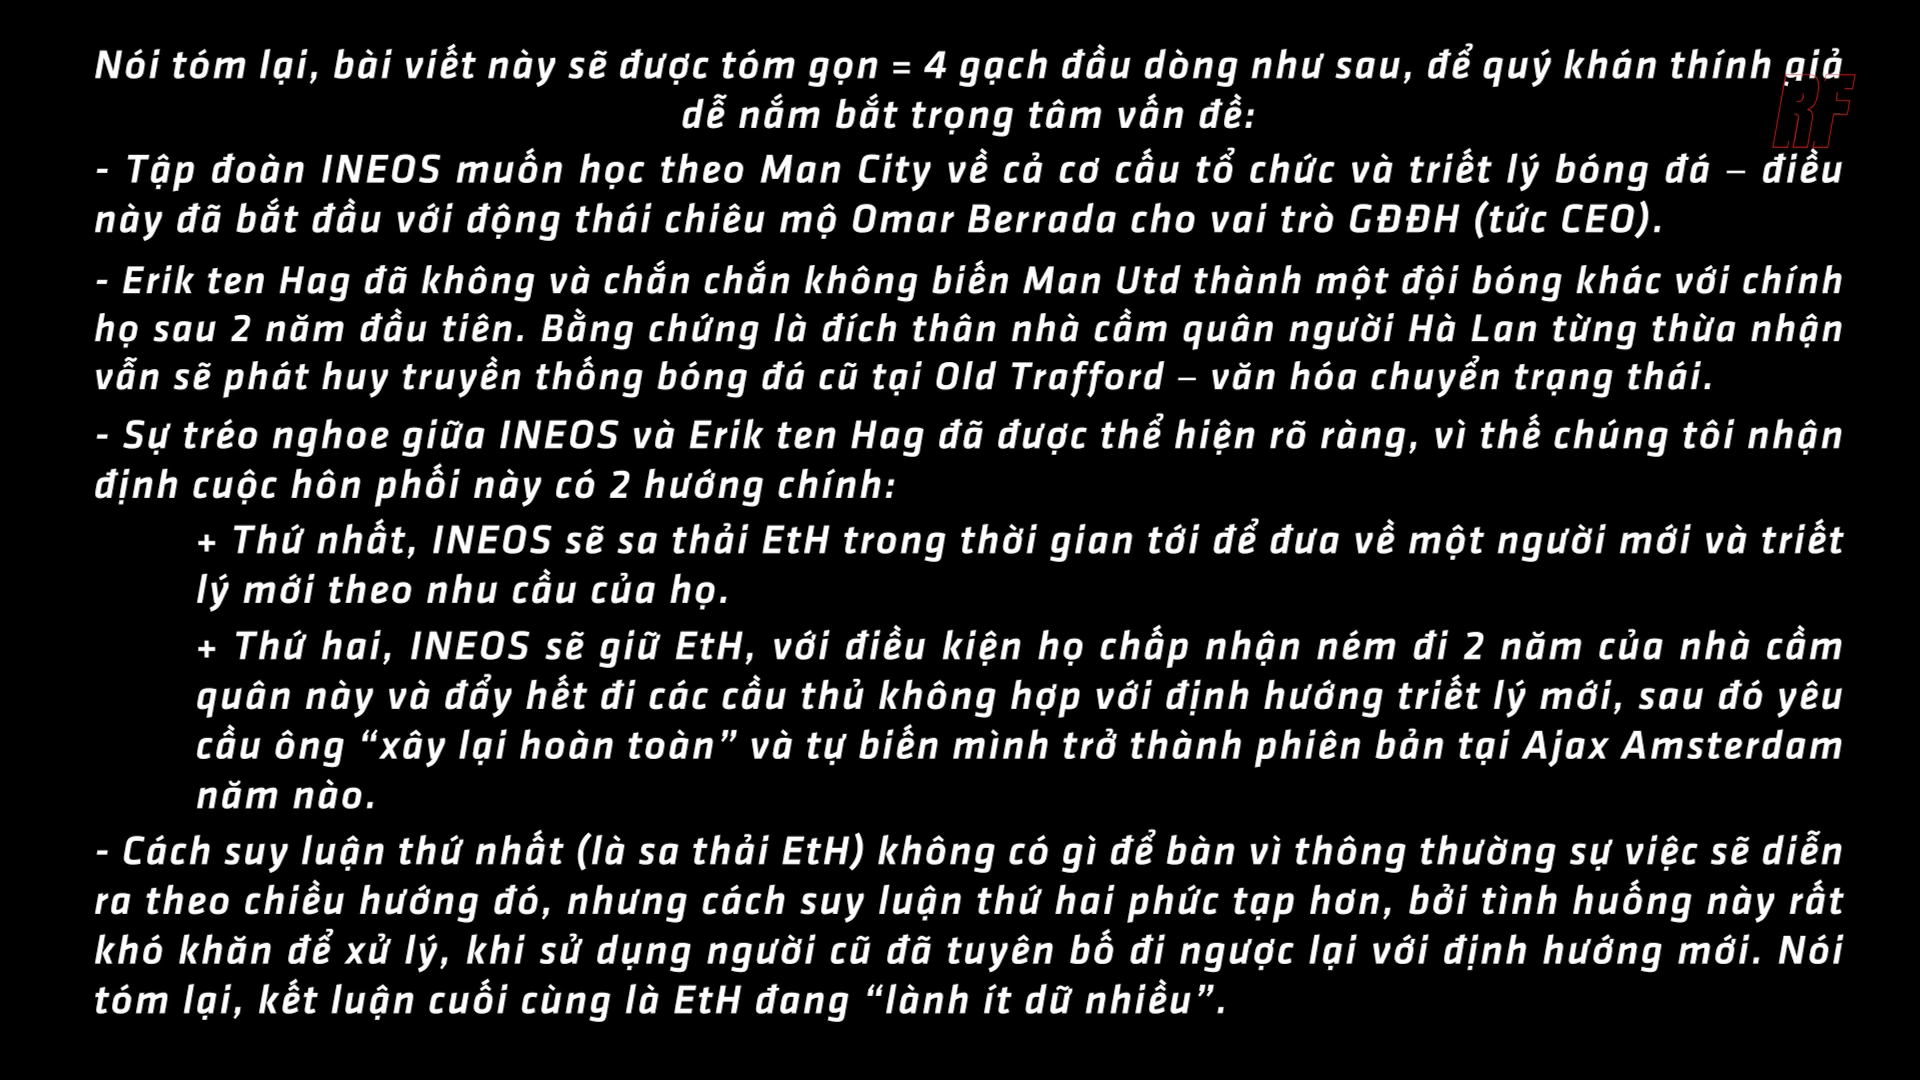 Nói tóm lại, bài viết này sẽ được tóm gọn = 4 gạch đầu dòng như sau, để quý khán thính giả
dễ nắm bắt trọng tâm vấn đề:
RF
- Tập đoàn INEOS muốn học theo Man City về cả cơ cấu tổ chức và triết lý bóng đá – điều
này đã bắt đầu với động thái chiêu mộ Omar Berrada cho vai trò GĐĐH (tức CEO).
- Erik ten Hag đã không và chắn chắn không biến Man Utd thành một đội bóng khác với chính
họ sau 2 năm đầu tiên. Bằng chứng là đích thân nhà cầm quân người Hà Lan từng thừa nhận
vẫn sẽ phát huy truyền thống bóng đá cũ tại Old Trafford – văn hóa chuyển trạng thái.
- Sự tréo nghoe giữa INEOS và Erik ten Hag đã được thể hiện rõ ràng, vì thế chúng tôi nhận
định cuộc hôn phối này có 2 hướng chính:
+ Thứ nhất, INEOS sẽ sa thải EtH trong thời gian tới để đưa về một người mới và triết
lý mới theo nhu cầu của họ.
+ Thứ hai, INEOS sẽ giữ EtH, với điều kiện họ chấp nhận ném đi 2 năm của nhà cầm
quân này và đẩy hết đi các cầu thủ không hợp với định hướng triết lý mới, sau đó yêu
cầu ông “xây lại hoàn toàn” và tự biến mình trở thành phiên bản tại Ajax Amsterdam
năm nào.
- Cách suy luận thứ nhất (là sa thải EtH) không có gì để bàn vì thông thường sự việc sẽ diễn
ra theo chiều hướng đó, nhưng cách suy luận thứ hai phức tạp hơn, bởi tình huống này rất
khó khăn để xử lý, khi sử dụng người cũ đã tuyên bố đi ngược lại với định hướng mới. Nói
tóm lại, kết luận cuối cùng là EtH đang “lành ít dữ nhiều”.